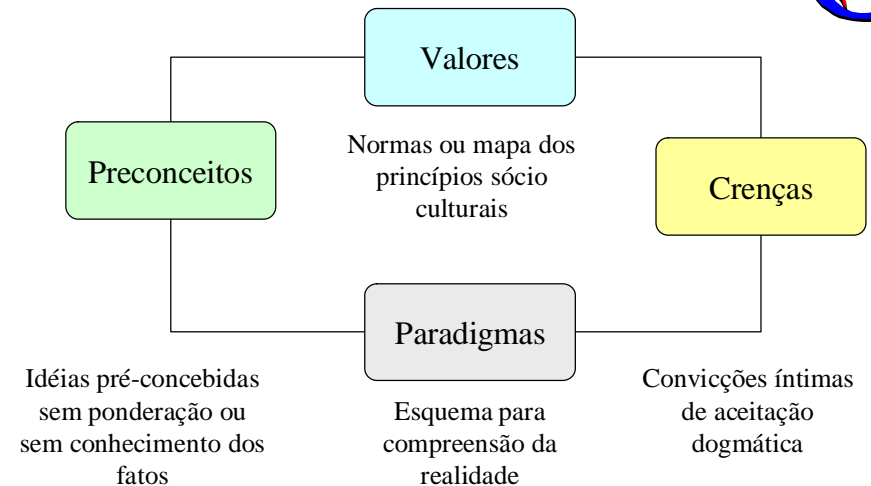 Valores
Normas ou mapa dos
princípios sócio
culturais
Preconceitos
Idéias pré-concebidas
sem ponderação ou
sem conhecimento dos
fatos
Crenças
Convicções íntimas
de aceitação
dogmática
Paradigmas
Esquema para
compreensão da
realidade